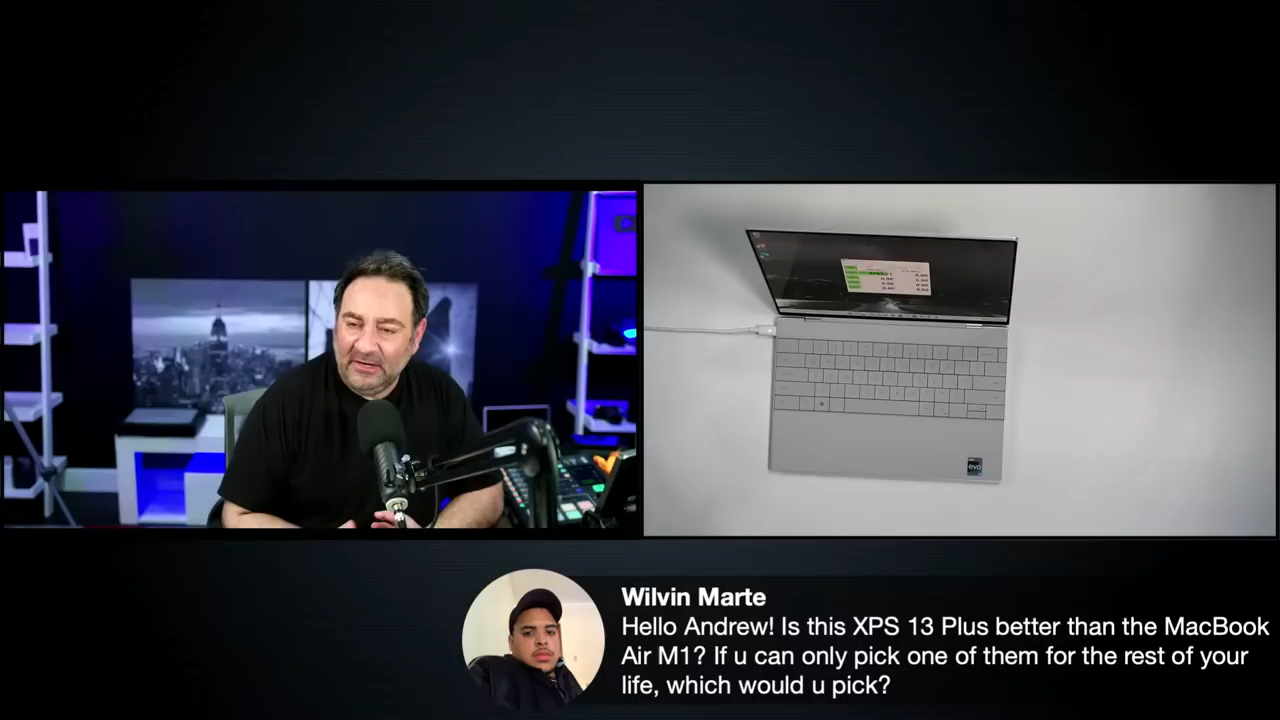 evo
Wilvin Marte
Hello Andrew! Is this XPS 13 Plus better than the MacBook
Air M1? If u can only pick one of them for the rest of your
life, which would u pick?